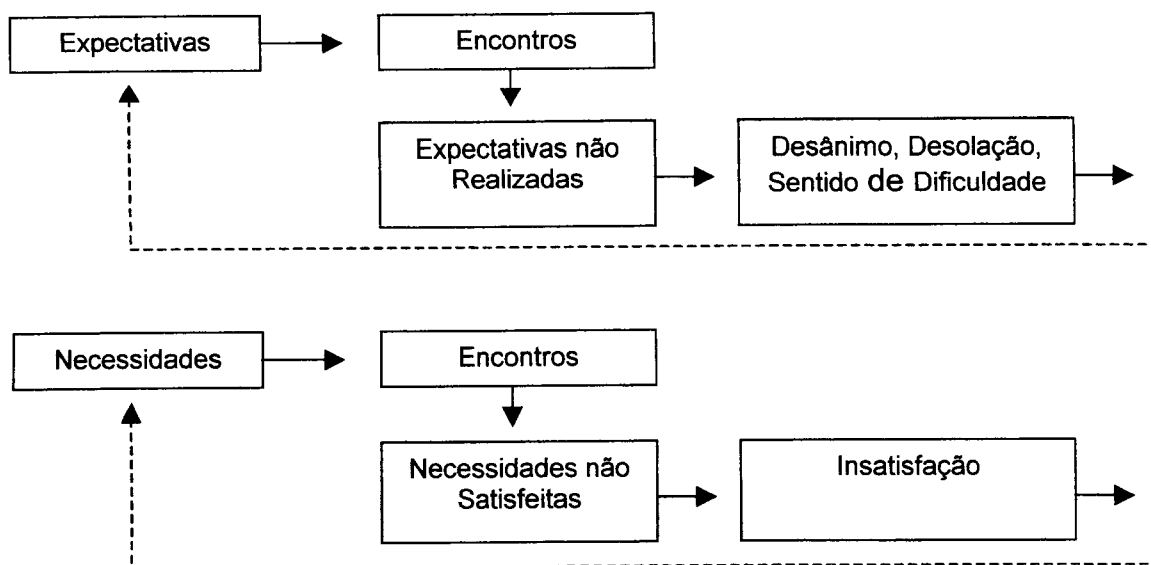 Expectativas
Encontros
Expectativas não
Realizadas
Desânimo, Desolação,
Sentido de Dificuldade
Necessidades
Encontros
Necessidades não
Satisfeitas
Insatisfação